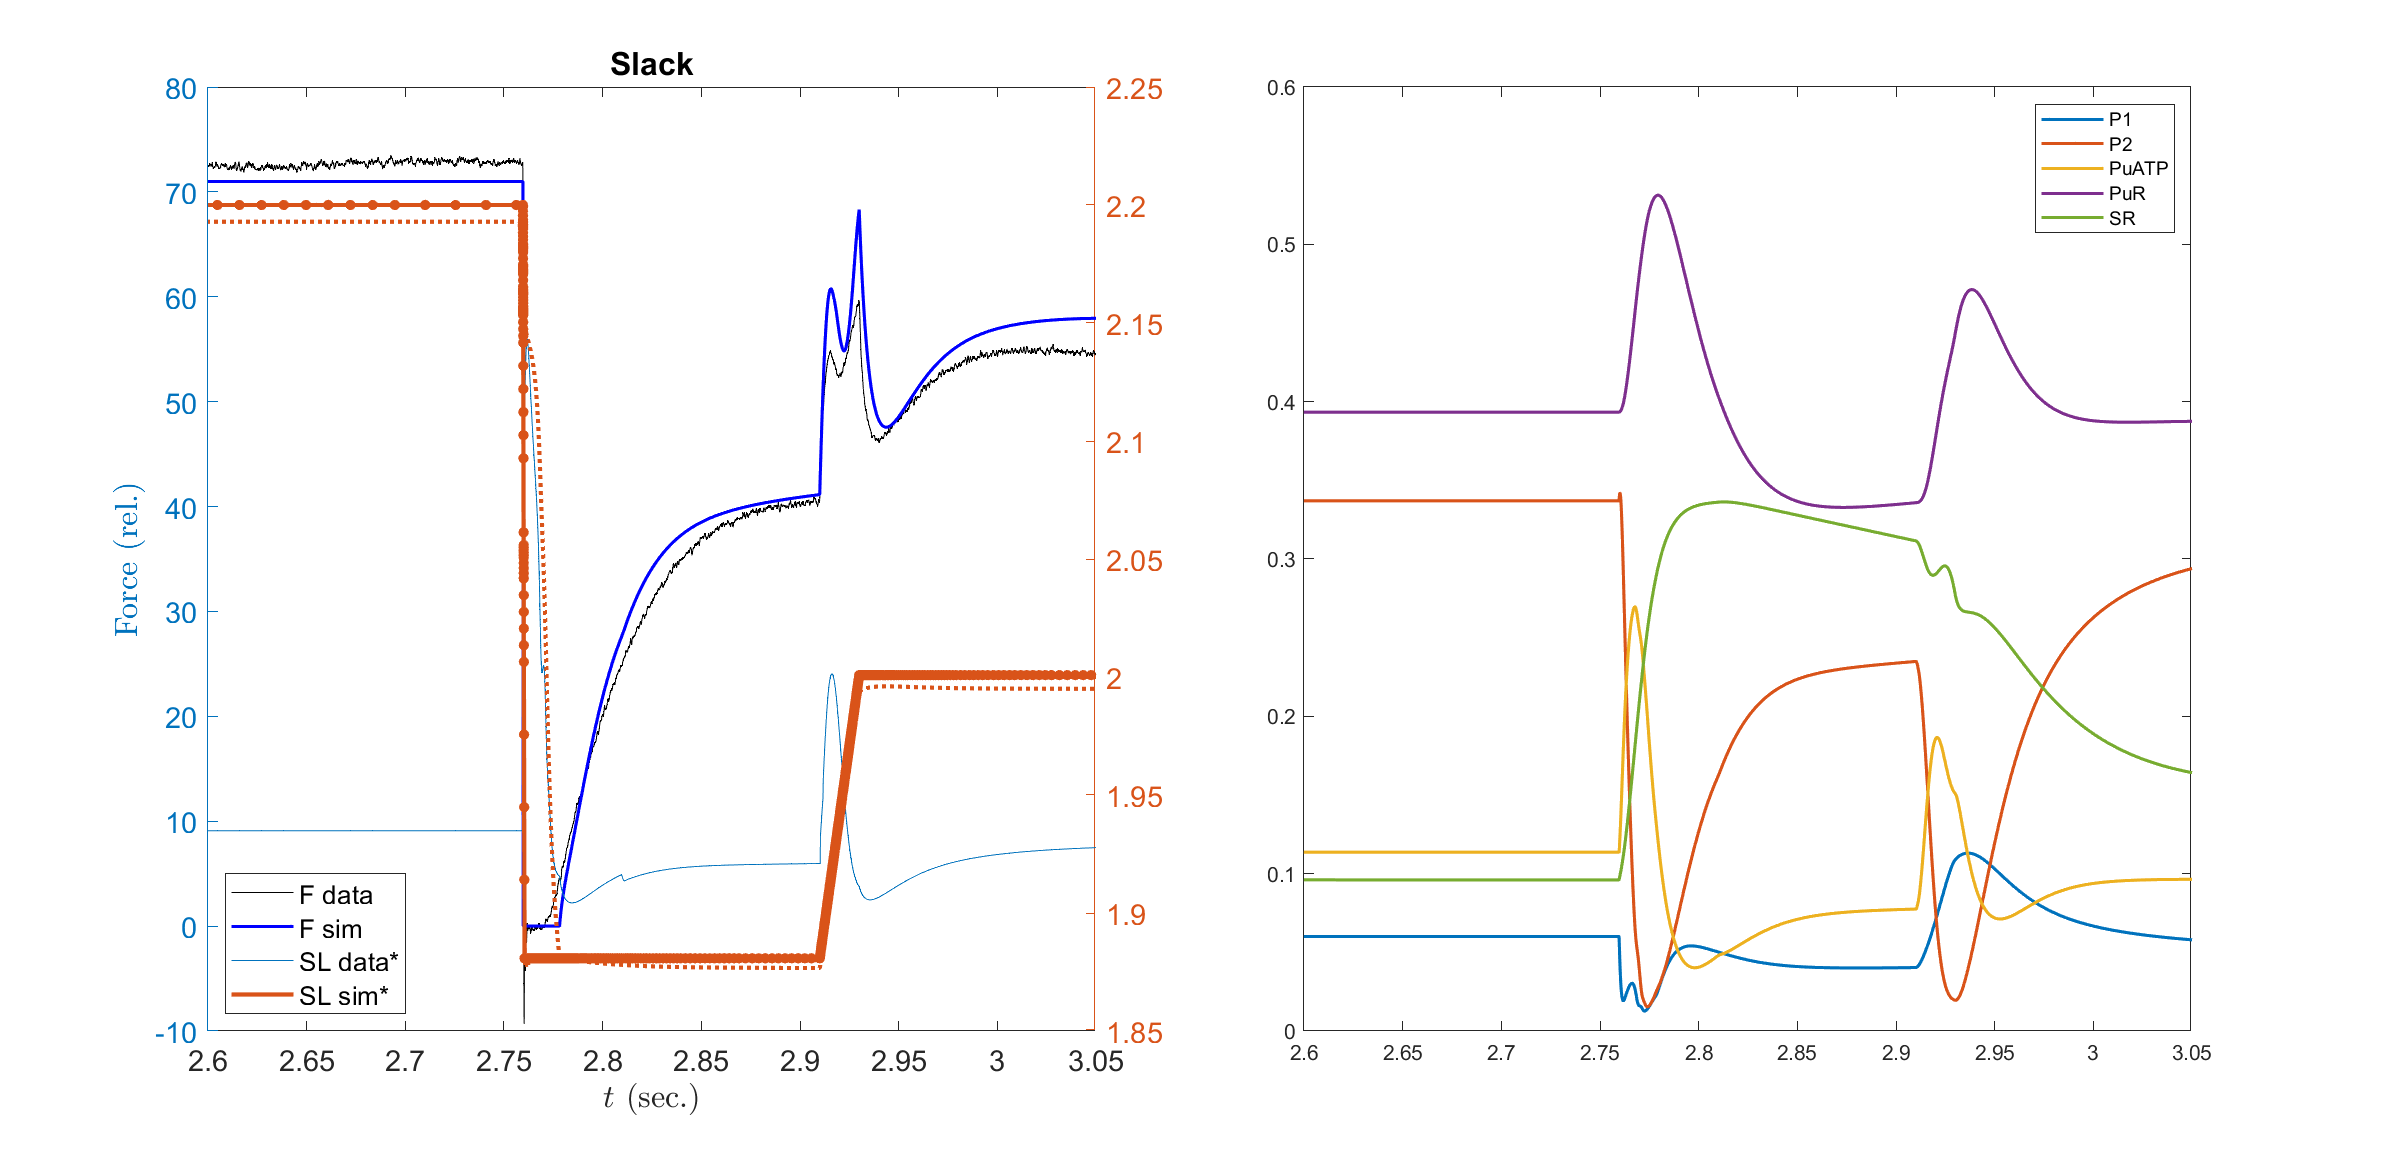 Slack
80
70
60
50
40
30
20
10
0
-10
Force (rel.)
2.25
2.2
2.15
2.1
2.05
2
1.95
1.9
1.85
F data
F sim
SL data*
SL sim*
2.6 2.65 2.7 2.75 2.8 2.85 2.9 2.95 3 3.05
t (sec.)
0.6
0.5
0.4
0.3
0.2
0.1
0
P1
P2
PuATP
PuR
SR
2.6 2.65 2.7 2.75 2.8 2.85 2.9 2.95 3 3.05